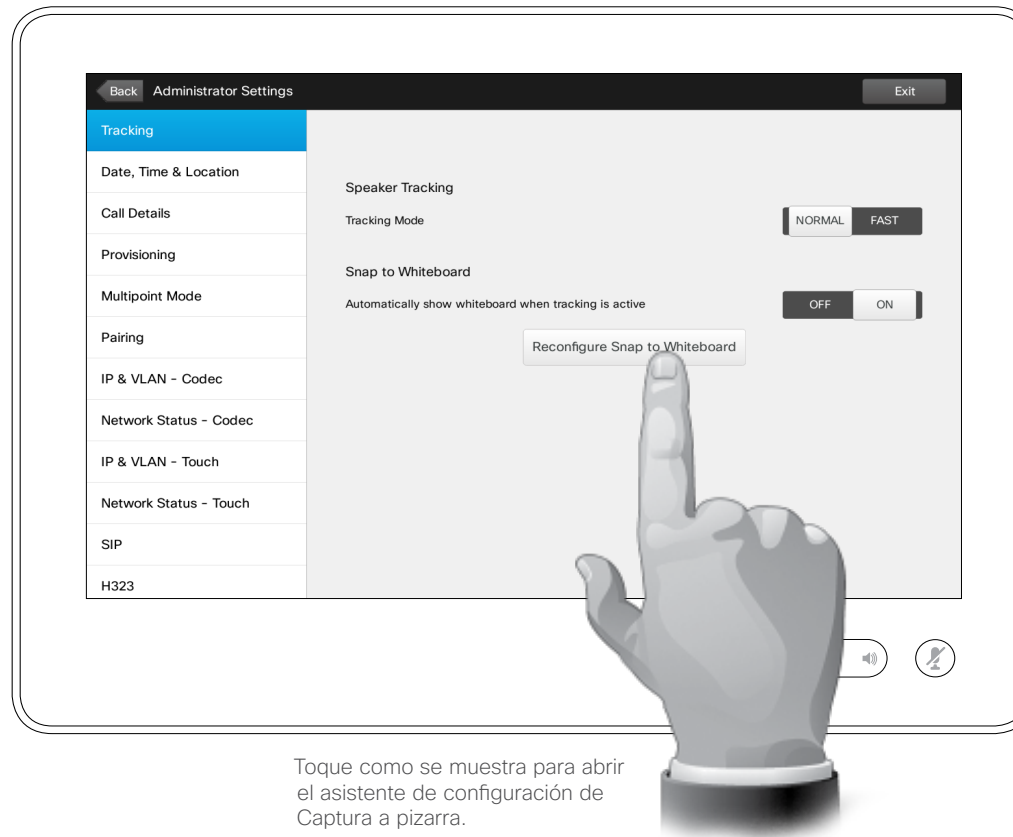 Back Administrator Settings Exit
Tracking
Date, Time & Location
Call Details
Provisioning
Multipoint Mode
Pairing
IP & VLAN - Codec
Network Status - Codec
IP & VLAN - Touch
Network Status - Touch
SIP
H323
Speaker Tracking
Tracking Mode NORMAL FAST
Snap to Whiteboard
Automatically show whiteboard when tracking is active OFF ON
Reconfigure Snap to Whiteboard
Toque como se muestra para abrir
el asistente de configuración de
Captura a pizarra.